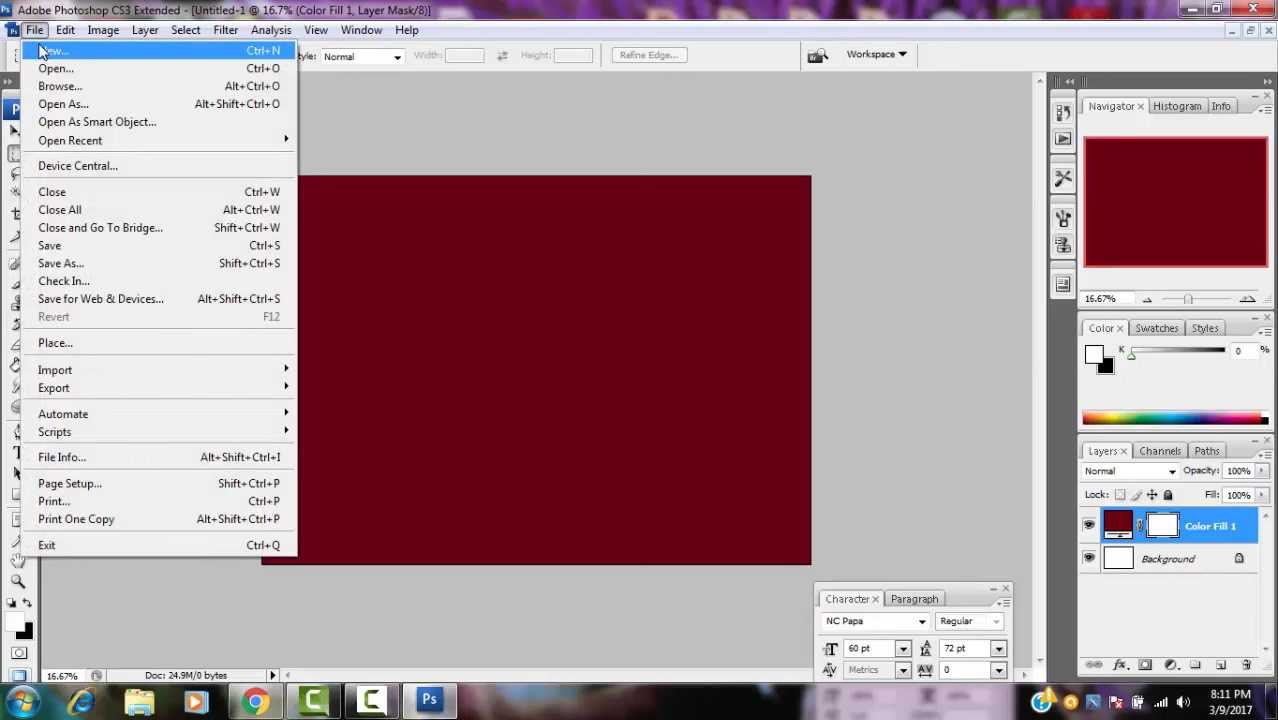 Adobe Photoshop CS3 Extended - [Untitled-1 @ 16.7% (Color Fill 1, Layer Mask/8)]
File Edit Image Layer Select Filter Analysis View Window Help
Style: Normal Width: Height: Refine Edge... Workspace
Ctrl+N
Open... Ctrl+O
Browse... Alt+Ctrl+O
Open As... Alt+Shift+Ctrl+O
Open As Smart Object...
Open Recent
Device Central...
Close Ctrl+W
Close All Alt+Ctrl+W
Close and Go To Bridge... Shift+Ctrl+W
Save Ctrl+S
Save As... Shift+Ctrl+S
Check In...
Save for Web & Devices... Alt+Shift+Ctrl+S
Revert F12
Place...
Import
Export
Automate
Scripts
File Info... Alt+Shift+Ctrl+I
Page Setup... Shift+Ctrl+P
Print... Ctrl+P
Print One Copy Alt+Shift+Ctrl+P
Exit Ctrl+Q
Navigator Histogram Info
16.67%
Color Swatches Styles
K 0 %
Layers Channels Paths
Normal Opacity: 100%
Lock: Fill: 100%
Color Fill 1
Background
Character Paragraph
NC Papa Regular
60 pt 72 pt
Metrics 0
16.67% Doc: 24.9M/0 bytes
Ps
8:11 PM
3/9/2017